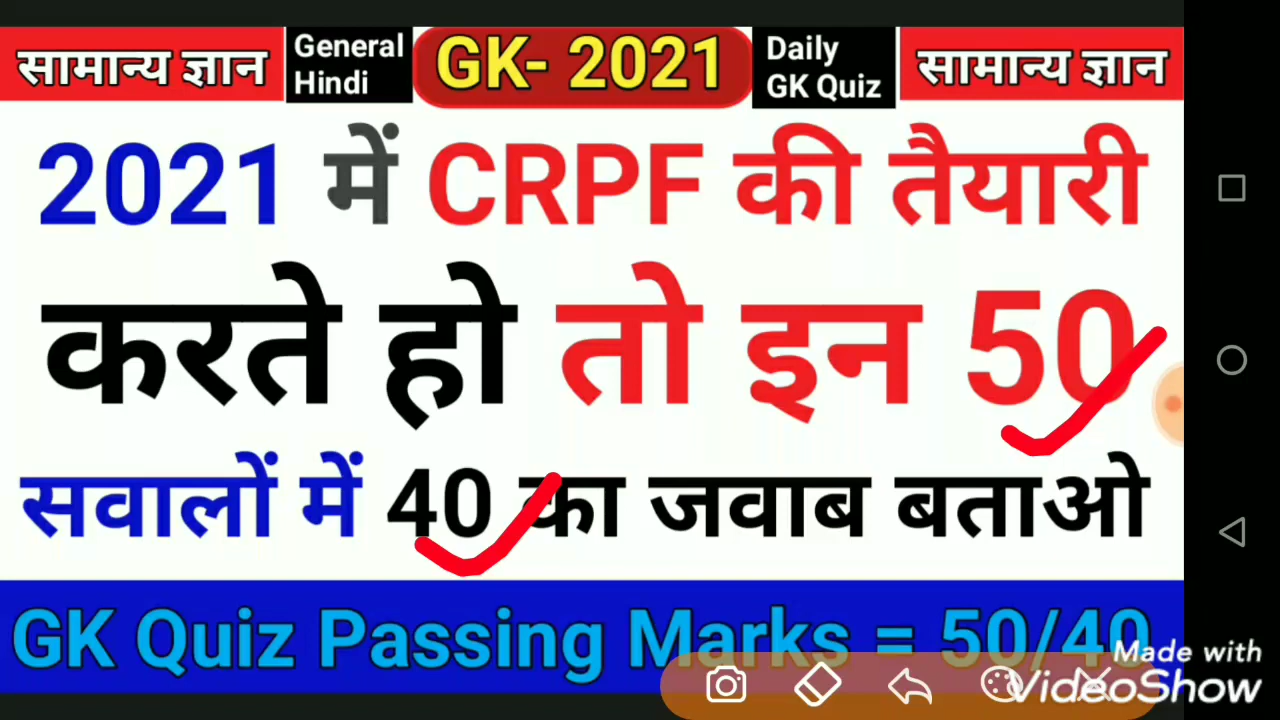 सामान्य ज्ञान General Hindi GK- 2021 Daily GK Quiz सामान्य ज्ञान
2021 में CRPF की तैयारी
करते हो तो इन 50
सवालों में 40 का जवाब बताओ
GK Quiz Passing Marks = 50/40
Made with
VideoShow